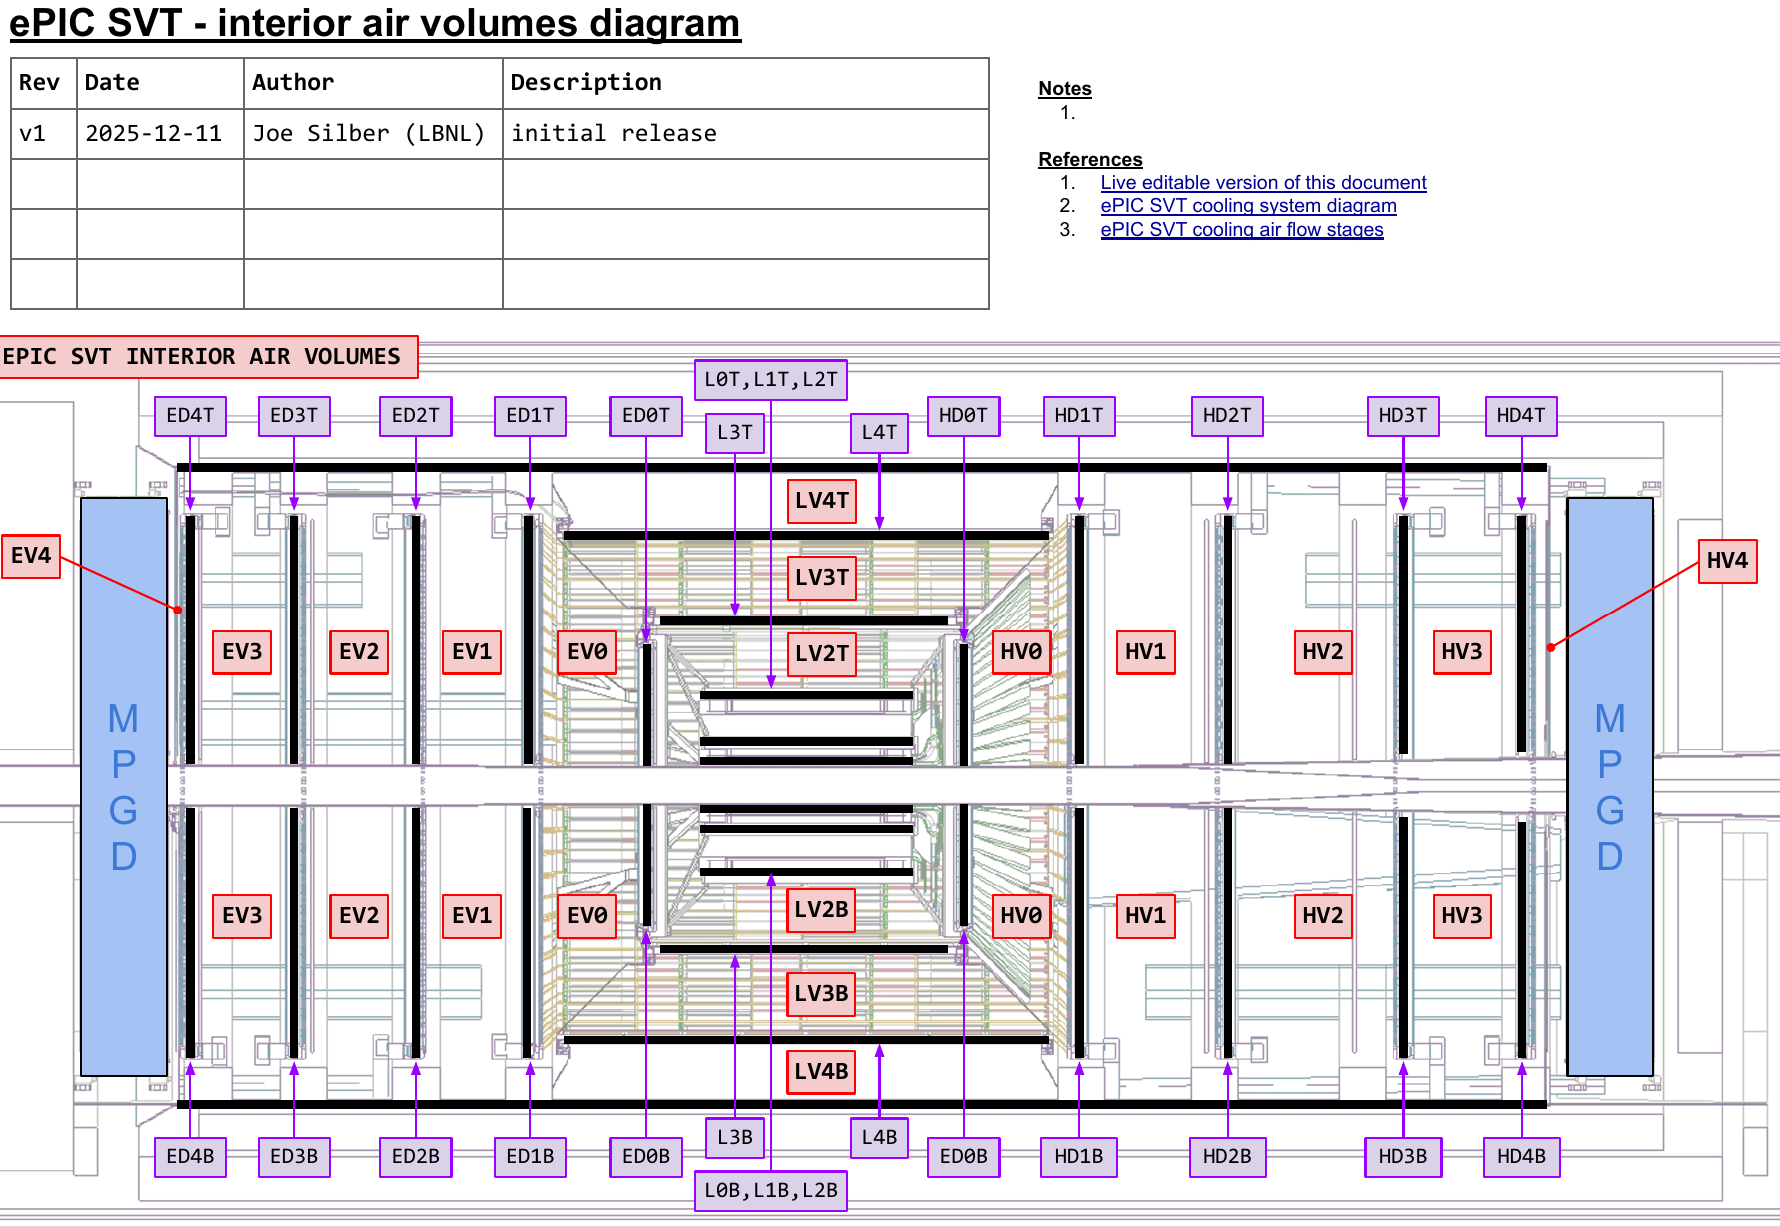 ePIC SVT - interior air volumes diagram
Rev Date Author Description
v1 2025-12-11 Joe Silber (LBNL) initial release
Notes
1.
References
1. Live editable version of this document
2. ePIC SVT cooling system diagram
3. ePIC SVT cooling air flow stages
EPIC SVT INTERIOR AIR VOLUMES
L0T,L1T,L2T
ED4T ED3T ED2T ED1T ED0T HD0T HD1T HD2T HD3T HD4T
L3T L4T
LV4T
EV4 LV3T HV4
EV3 EV2 EV1 EV0 LV2T HV0 HV1 HV2 HV3
MPGD MPGD
EV3 EV2 EV1 EV0 LV2B HV0 HV1 HV2 HV3
LV3B
LV4B
L3B L4B
ED4B ED3B ED2B ED1B ED0B ED0B HD1B HD2B HD3B HD4B
L0B,L1B,L2B